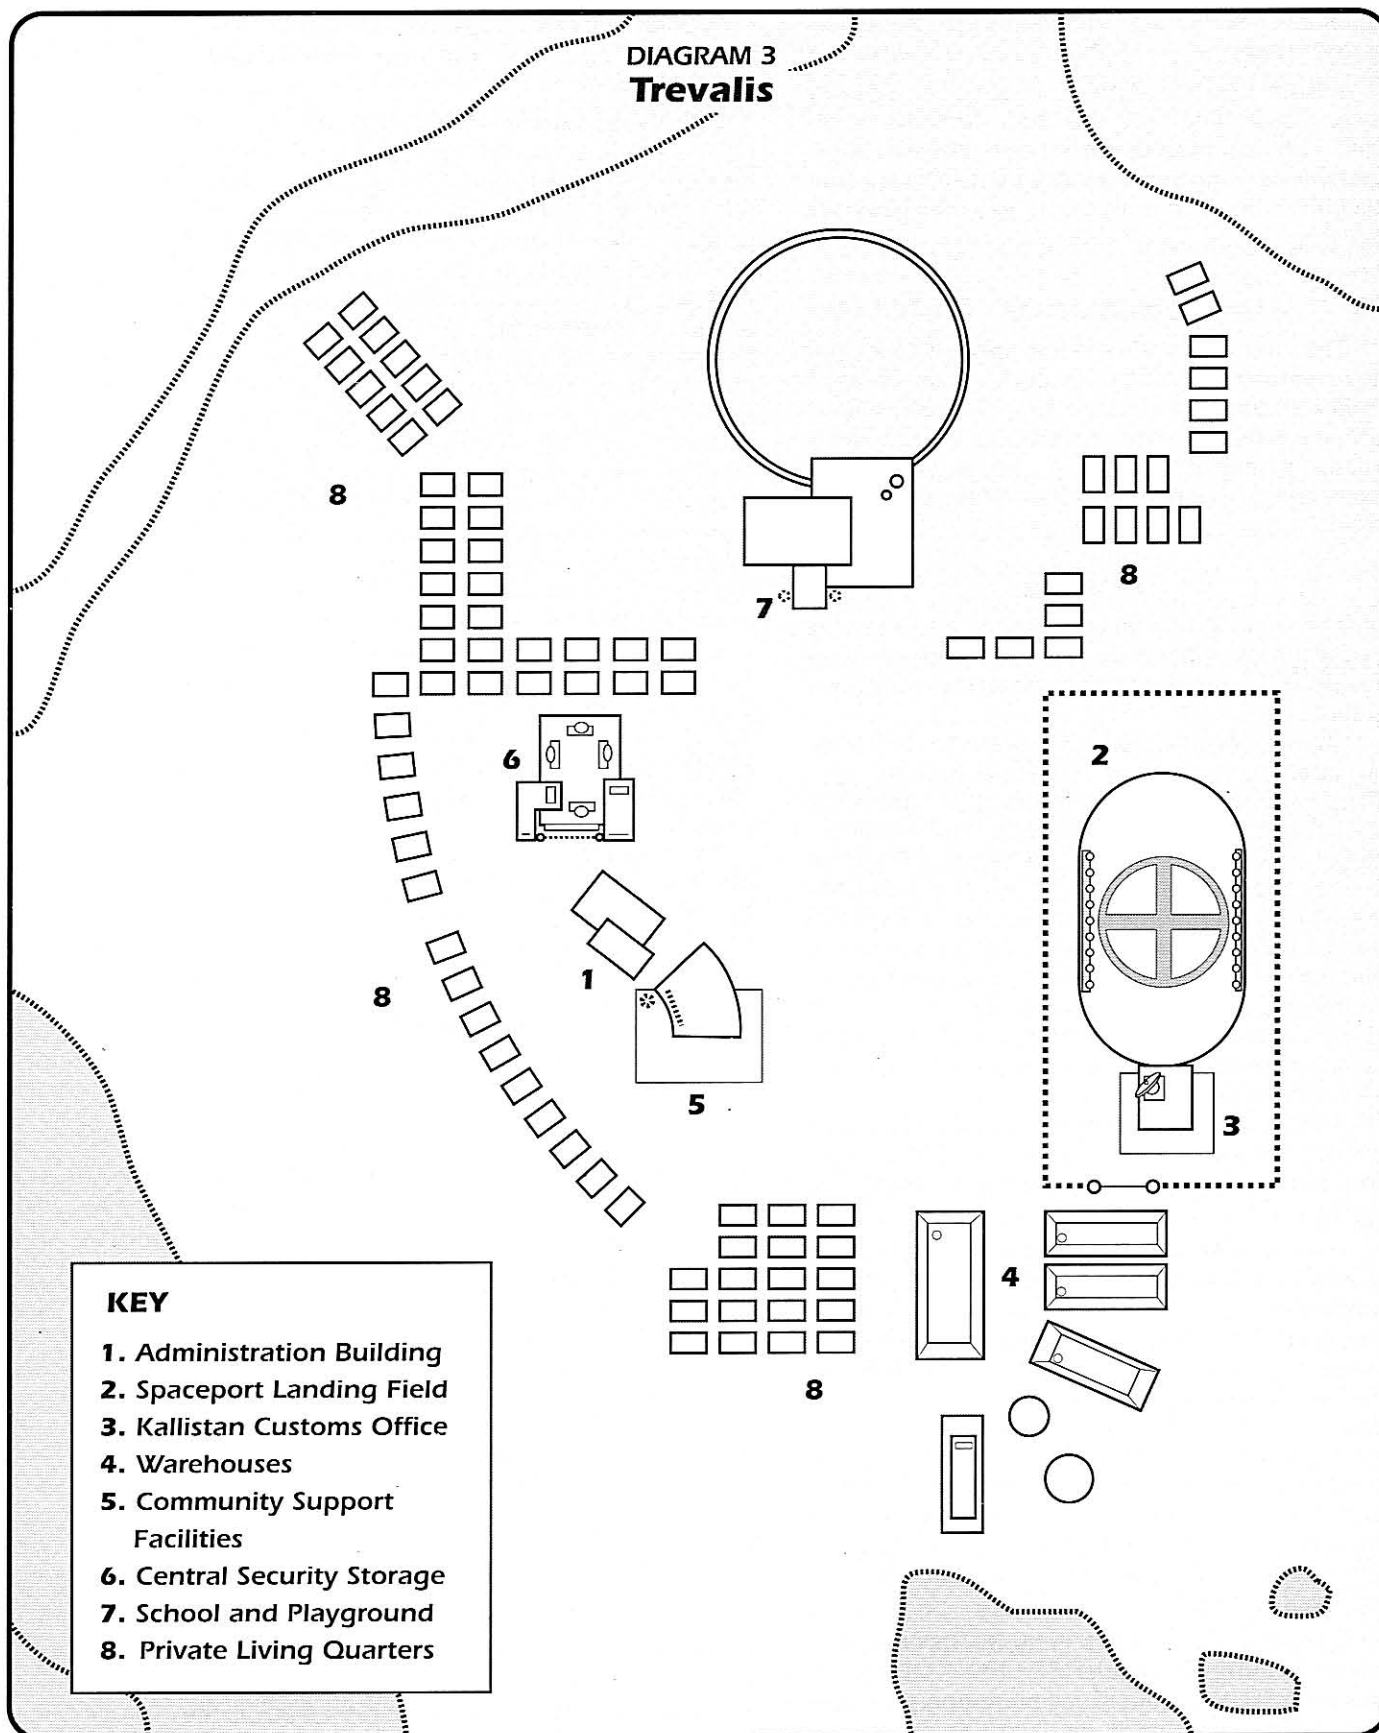 DIAGRAM 3
Trevalis
8
8
7
2
6
1
8
5
3
4
8
KEY
1. Administration Building
2. Spaceport Landing Field
3. Kallistan Customs Office
4. Warehouses
5. Community Support
Facilities
6. Central Security Storage
7. School and Playground
8. Private Living Quarters